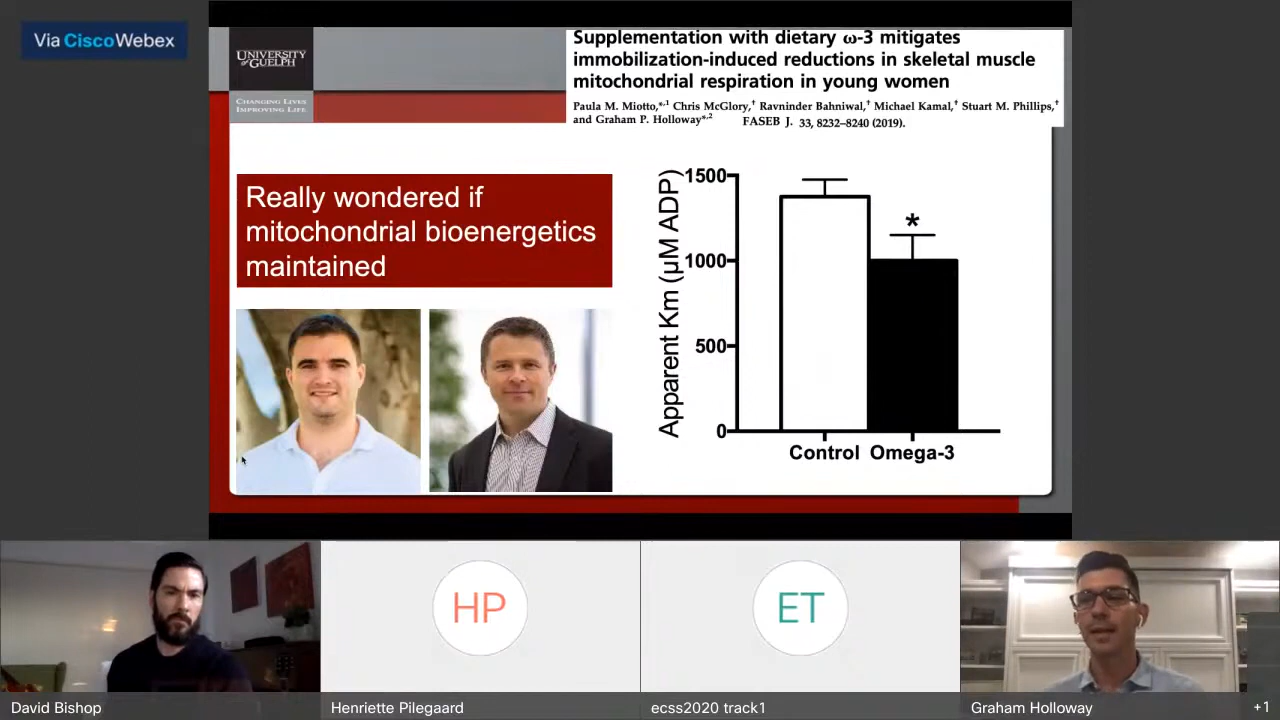 Via Cisco Webex
UNIVERSITY
of GUELPH
CHANGING LIVES
IMPROVING LIFE
Supplementation with dietary ω-3 mitigates
immobilization-induced reductions in skeletal muscle
mitochondrial respiration in young women
Paula M. Miotto,*,1 Chris McGlory,† Ravninder Bahniwal,† Michael Kamal,† Stuart M. Phillips,†
and Graham P. Holloway*,2 FASEB J. 33, 8232–8240 (2019).
Really wondered if
mitochondrial bioenergetics
maintained
Apparent Km (µM ADP)
1500
1000
500
0
*
Control Omega-3
HP
ET
David Bishop
Henriette Pilegaard
ecss2020 track1
Graham Holloway
+1